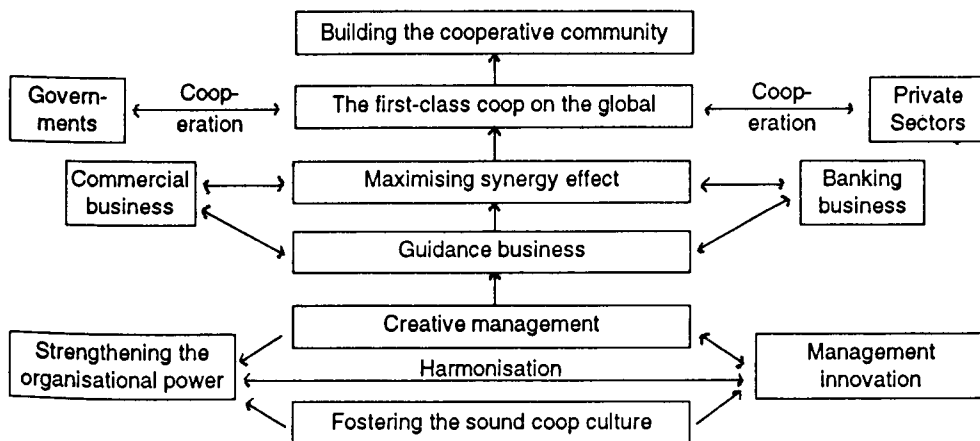 Building the cooperative community
Govern-
ments
Coop-
eration
The first-class coop on the global
Coop-
eration
Private
Sectors
Commercial
business
Maximising synergy effect
Banking
business
Guidance business
Creative management
Strengthening the
organisational power
Harmonisation
Management
innovation
Fostering the sound coop culture